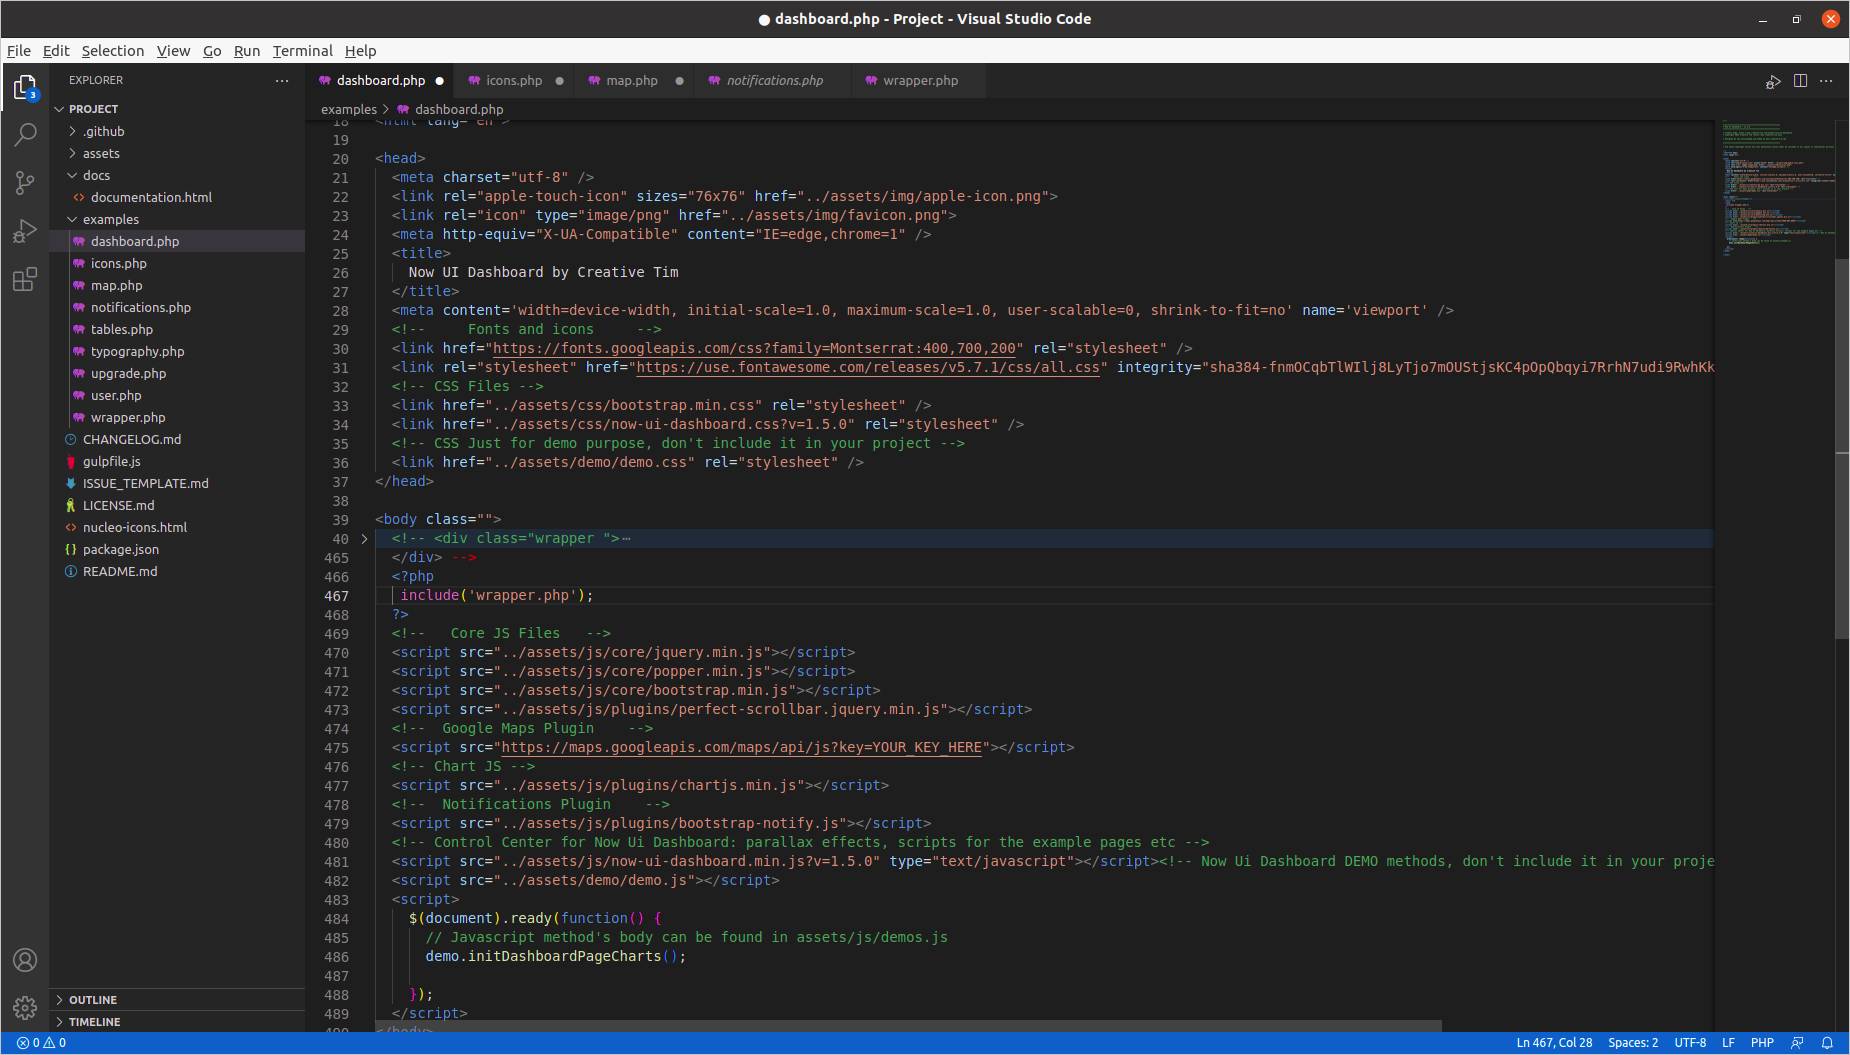 ● dashboard.php - Project - Visual Studio Code
File Edit Selection View Go Run Terminal Help
EXPLORER
dashboard.php
icons.php
map.php
notifications.php
wrapper.php
3
PROJECT
.github
assets
docs
documentation.html
examples
dashboard.php
icons.php
map.php
notifications.php
tables.php
typography.php
upgrade.php
user.php
wrapper.php
CHANGELOG.md
gulpfile.js
ISSUE_TEMPLATE.md
LICENSE.md
nucleo-icons.html
package.json
README.md
OUTLINE
TIMELINE
examples > dashboard.php
18 <html lang="en">
19
20 <head>
21 <meta charset="utf-8" />
22 <link rel="apple-touch-icon" sizes="76x76" href="../assets/img/apple-icon.png">
23 <link rel="icon" type="image/png" href="../assets/img/favicon.png">
24 <meta http-equiv="X-UA-Compatible" content="IE=edge,chrome=1" />
25 <title>
26 Now UI Dashboard by Creative Tim
27 </title>
28 <meta content='width=device-width, initial-scale=1.0, maximum-scale=1.0, user-scalable=0, shrink-to-fit=no' name='viewport' />
29 <!--     Fonts and icons     -->
30 <link href="https://fonts.googleapis.com/css?family=Montserrat:400,700,200" rel="stylesheet" />
31 <link rel="stylesheet" href="https://use.fontawesome.com/releases/v5.7.1/css/all.css" integrity="sha384-fnmOCqbTlWIlj8LyTjo7mOUStjsKC4pOpQbqyi7RrhN7udi9RwhKk
32 <!-- CSS Files -->
33 <link href="../assets/css/bootstrap.min.css" rel="stylesheet" />
34 <link href="../assets/css/now-ui-dashboard.css?v=1.5.0" rel="stylesheet" />
35 <!-- CSS Just for demo purpose, don't include it in your project -->
36 <link href="../assets/demo/demo.css" rel="stylesheet" />
37 </head>
38
39 <body class="">
40 <!-- <div class="wrapper ">⋯
465 </div> -->
466 <?php
467 include('wrapper.php');
468 ?>
469 <!--   Core JS Files   -->
470 <script src="../assets/js/core/jquery.min.js"></script>
471 <script src="../assets/js/core/popper.min.js"></script>
472 <script src="../assets/js/core/bootstrap.min.js"></script>
473 <script src="../assets/js/plugins/perfect-scrollbar.jquery.min.js"></script>
474 <!--  Google Maps Plugin    -->
475 <script src="https://maps.googleapis.com/maps/api/js?key=YOUR_KEY_HERE"></script>
476 <!-- Chart JS -->
477 <script src="../assets/js/plugins/chartjs.min.js"></script>
478 <!--  Notifications Plugin    -->
479 <script src="../assets/js/plugins/bootstrap-notify.js"></script>
480 <!-- Control Center for Now Ui Dashboard: parallax effects, scripts for the example pages etc -->
481 <script src="../assets/js/now-ui-dashboard.min.js?v=1.5.0" type="text/javascript"></script><!-- Now Ui Dashboard DEMO methods, don't include it in your proje
482 <script src="../assets/demo/demo.js"></script>
483 <script>
484 $(document).ready(function() {
485 // Javascript method's body can be found in assets/js/demos.js
486 demo.initDashboardPageCharts();
487
488 });
489 </script>
490 </body>
0 0
Ln 467, Col 28 Spaces: 2 UTF-8 LF PHP